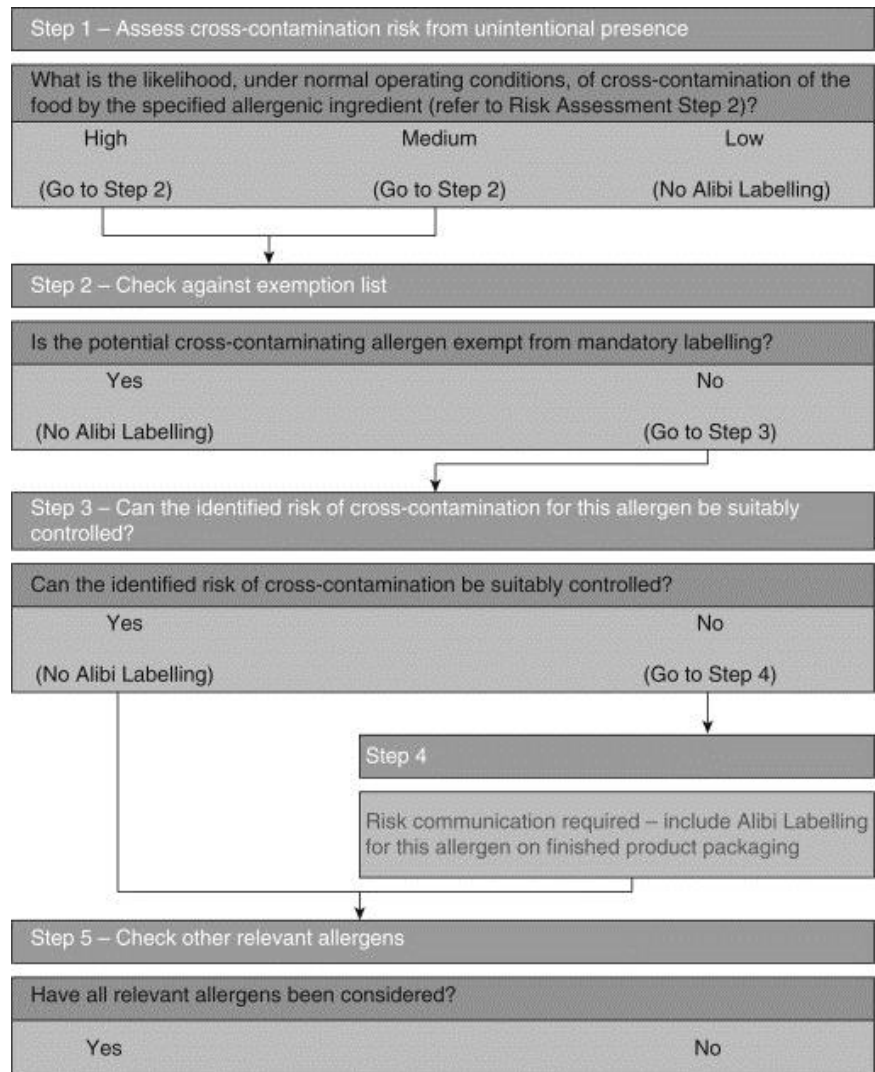 Step 1 – Assess cross-contamination risk from unintentional presence
What is the likelihood, under normal operating conditions, of cross-contamination of the
food by the specified allergenic ingredient (refer to Risk Assessment Step 2)?
High Medium Low
(Go to Step 2) (Go to Step 2) (No Alibi Labelling)
Step 2 – Check against exemption list
Is the potential cross-contaminating allergen exempt from mandatory labelling?
Yes No
(No Alibi Labelling) (Go to Step 3)
Step 3 – Can the identified risk of cross-contamination for this allergen be suitably
controlled?
Can the identified risk of cross-contamination be suitably controlled?
Yes No
(No Alibi Labelling) (Go to Step 4)
Step 4
Risk communication required – include Alibi Labelling
for this allergen on finished product packaging
Step 5 – Check other relevant allergens
Have all relevant allergens been considered?
Yes No